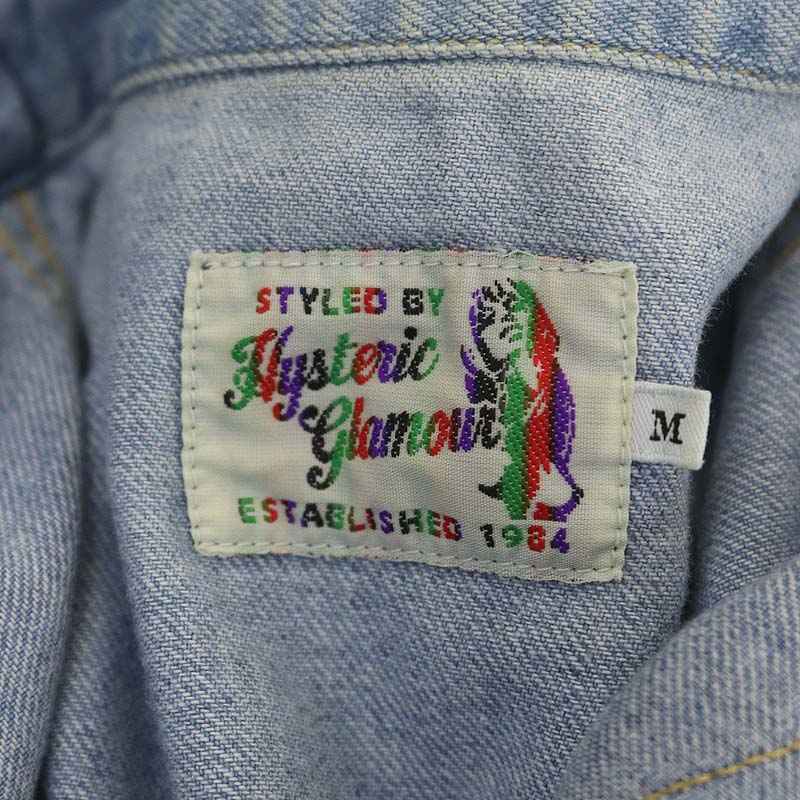 STYLED BY
Hysteric
Glamour
ESTABLISHED 1984
M